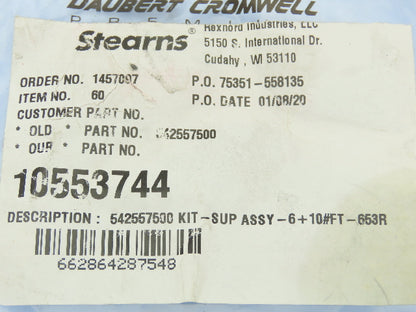 DAUBERT CROMWELL
P R E M
Stearns®
Rexnord Industries, LLC
5150 S. International Dr.
Cudahy , WI 53110
ORDER NO. 1457097
P.O. 75351-558135
ITEM NO. 60
P.O. DATE 01/08/20
CUSTOMER PART NO.
* OLD * PART NO. 542557500
* OUR * PART NO.
10553744
DESCRIPTION : 542557500 KIT-SUP ASSY-6+10#FT-653R
662864287548